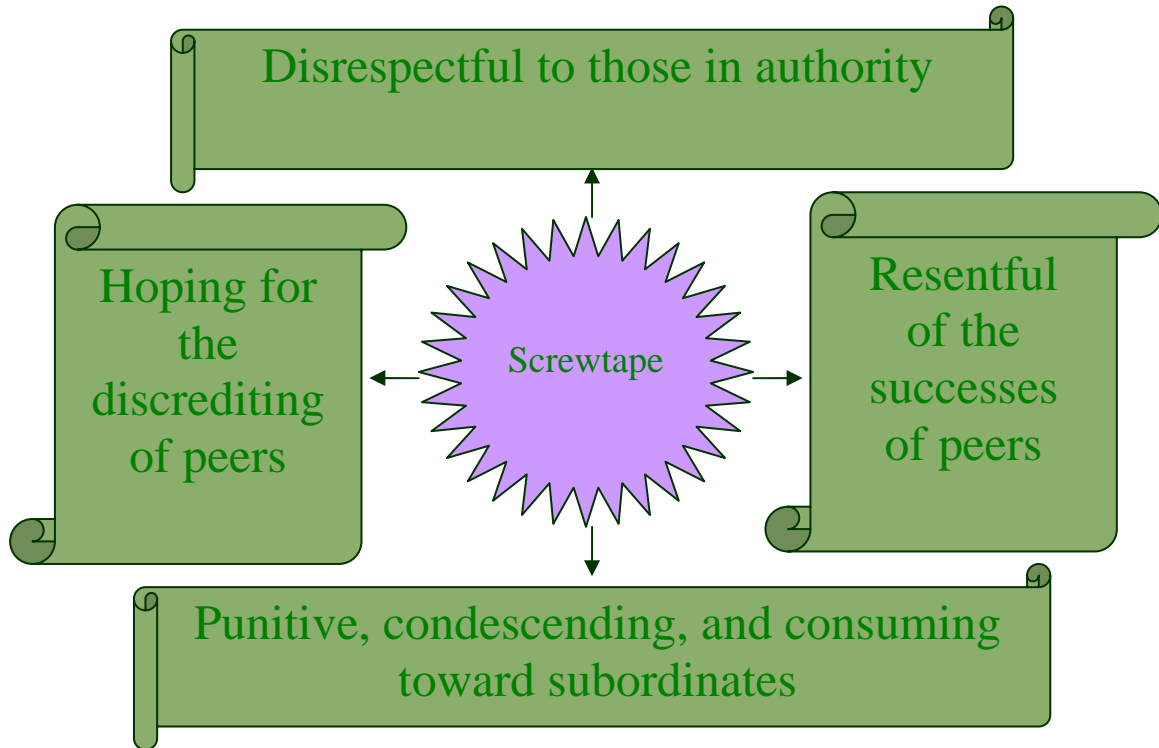 Disrespectful to those in authority
Hoping for
the
discrediting
of peers
Screwtape
Resentful
of the
successes
of peers
Punitive, condescending, and consuming
toward subordinates